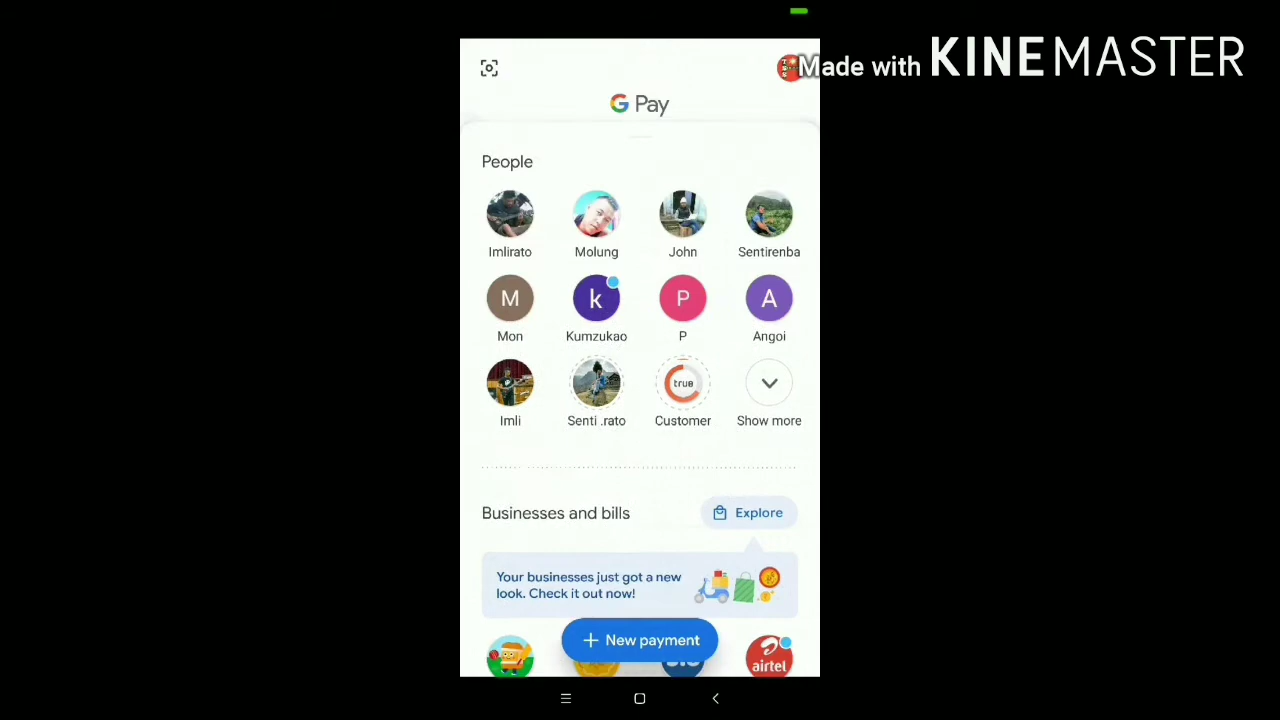 Made with KINEMASTER
G Pay
People
Imlirato Molung John Sentirenba
M k P A
Mon Kumzukao P Angoi
true
Imli Senti .rato Customer Show more
Businesses and bills Explore
Your businesses just got a new
look. Check it out now!
+ New payment
airtel